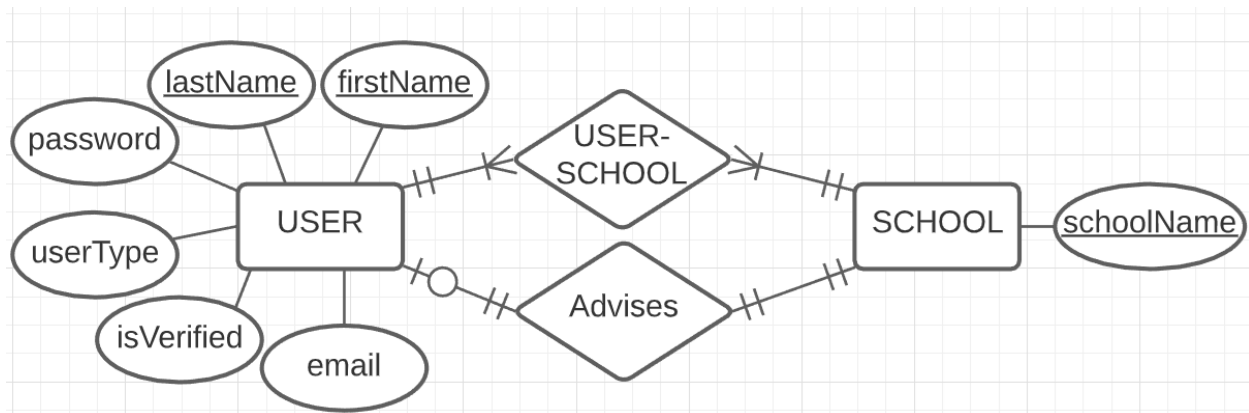 lastName
firstName
password
USER-
SCHOOL
USER
SCHOOL
schoolName
userType
Advises
isVerified
email